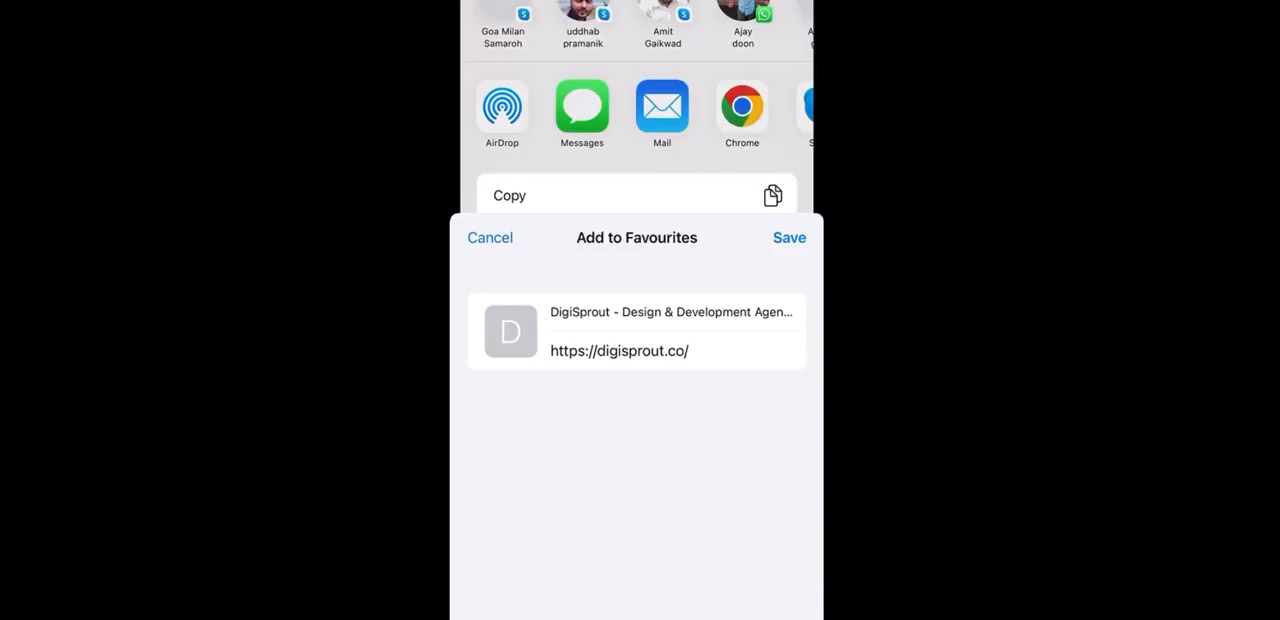 Goa Milan
Samaroh
uddhab
pramanik
Amit
Gaikwad
Ajay
doon
AirDrop
Messages
Mail
Chrome
Copy
Cancel
Add to Favourites
Save
D
DigiSprout - Design & Development Agen...
https://digisprout.co/